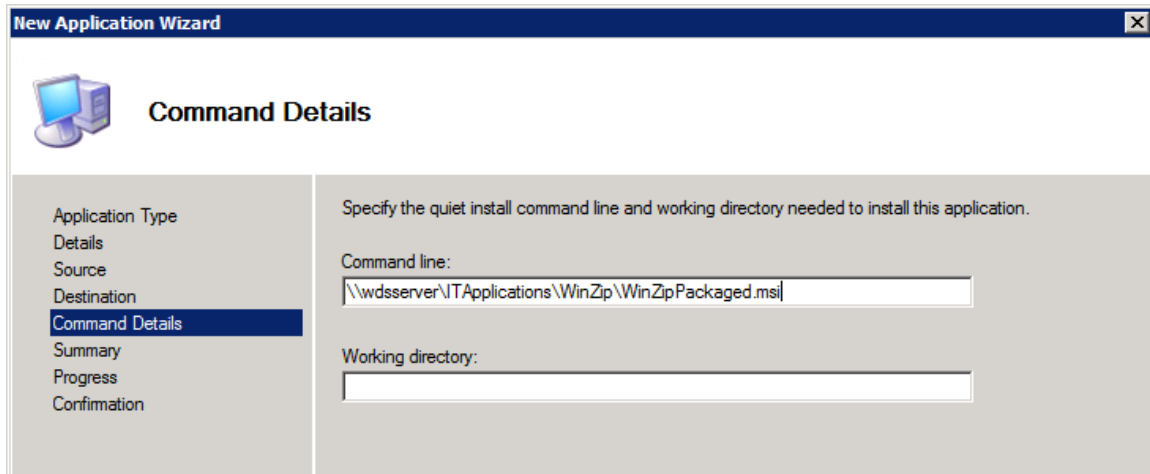 New Application Wizard
Command Details
Application Type
Details
Source
Destination
Command Details
Summary
Progress
Confirmation
Specify the quiet install command line and working directory needed to install this application.
Command line:
\\wdsserver\ITApplications\WinZip\WinZipPackaged.msi
Working directory: